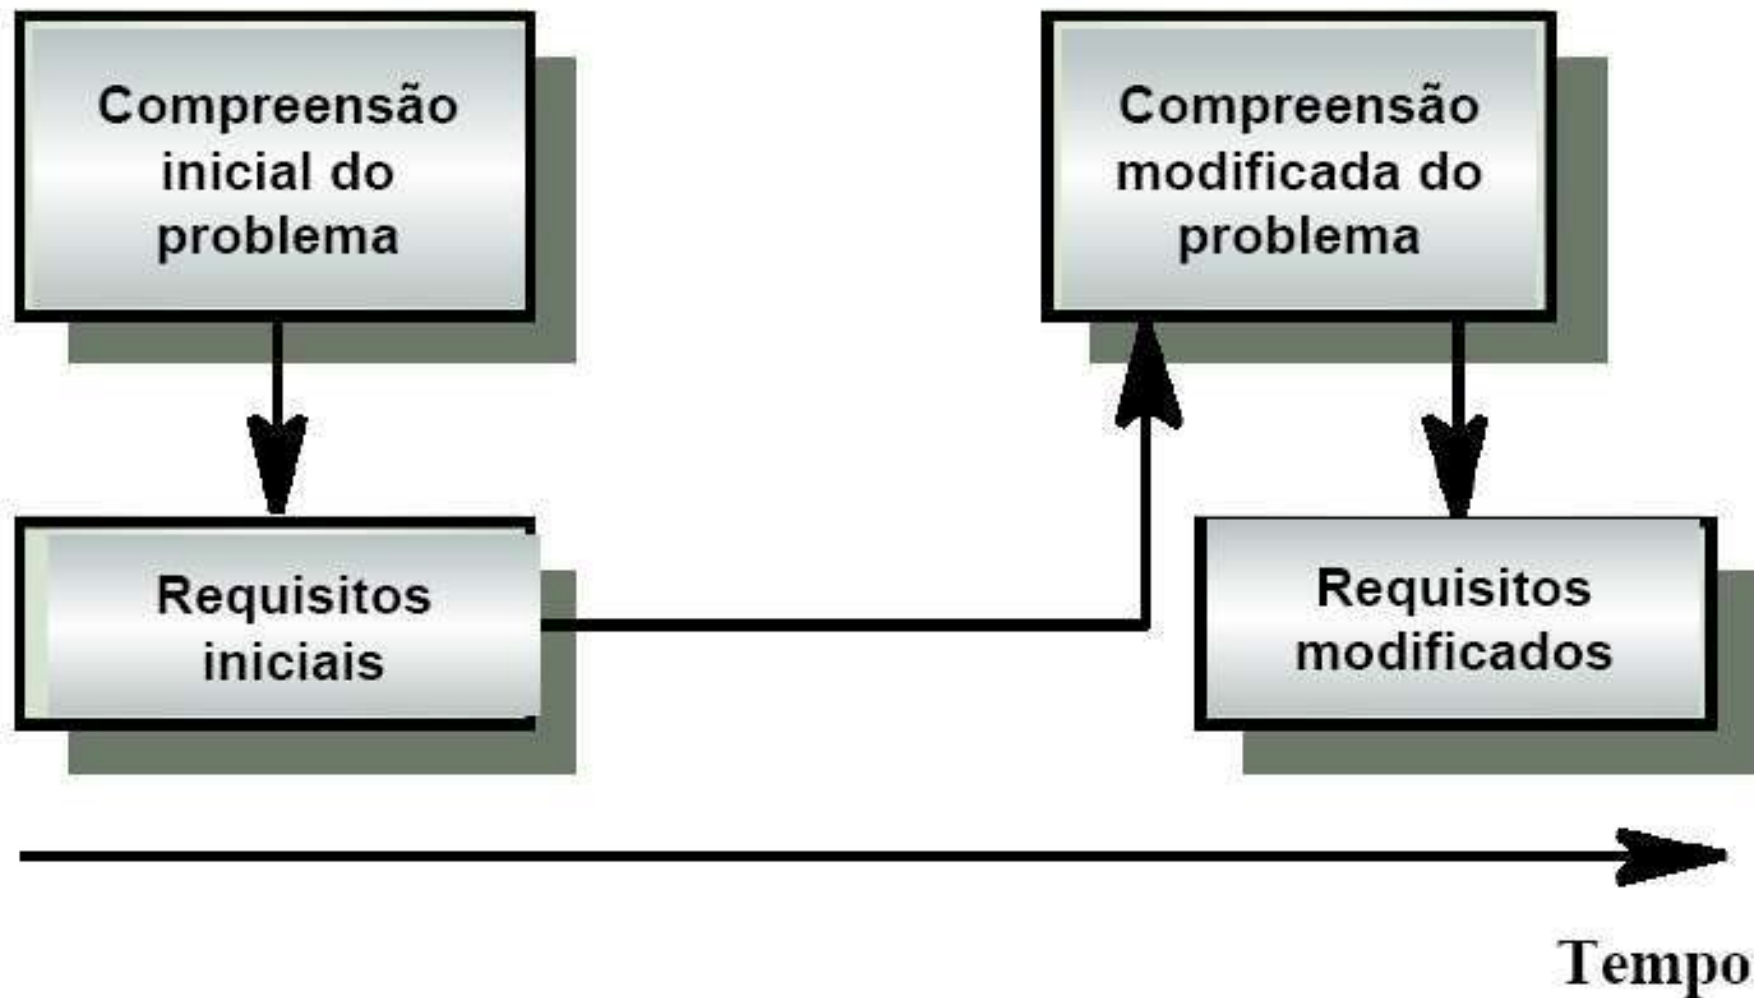 Compreensão
inicial do
problema
Compreensão
modificada do
problema
Requisitos
iniciais
Requisitos
modificados
Tempo